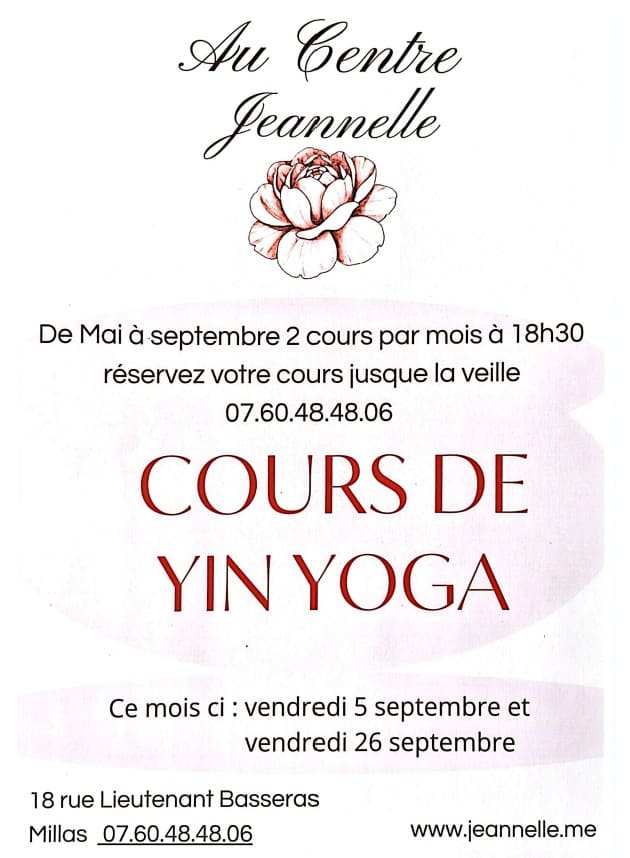 Au Centre
Jeannelle
De Mai à septembre 2 cours par mois à 18h30
réservez votre cours jusque la veille
07.60.48.48.06
COURS DE
YIN YOGA
Ce mois ci : vendredi 5 septembre et
vendredi 26 septembre
18 rue Lieutenant Basseras
Millas 07.60.48.48.06
www.jeannelle.me